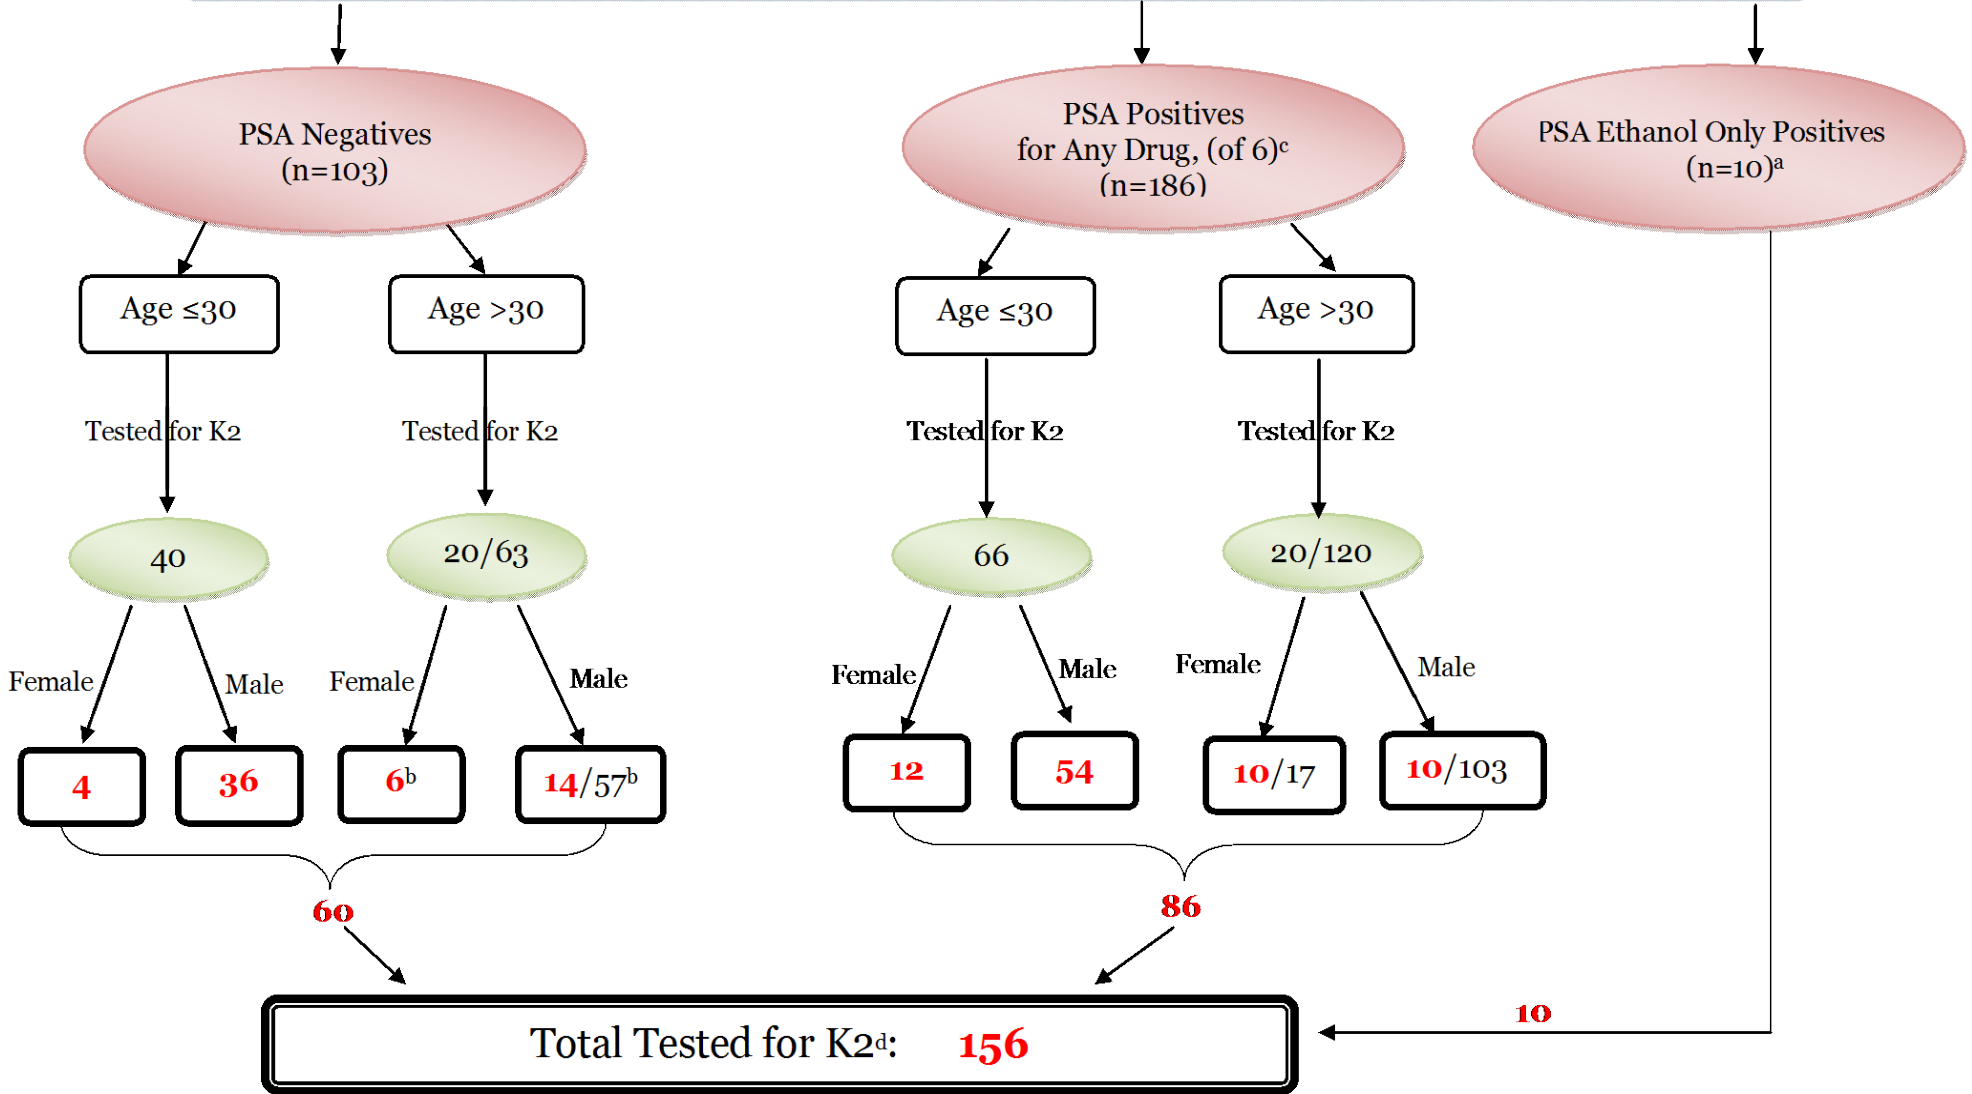 PSA Negatives
(n=103)
PSA Positives
for Any Drug, (of 6)c
(n=186)
PSA Ethanol Only Positives
(n=10)a
Age ≤30
Age >30
Age ≤30
Age >30
Tested for K2
Tested for K2
Tested for K2
Tested for K2
40
20/63
66
20/120
Female
Male
Female
Male
Female
Male
Female
Male
4
36
6b
14/57b
12
54
10/17
10/103
60
86
10
Total Tested for K2d: 156